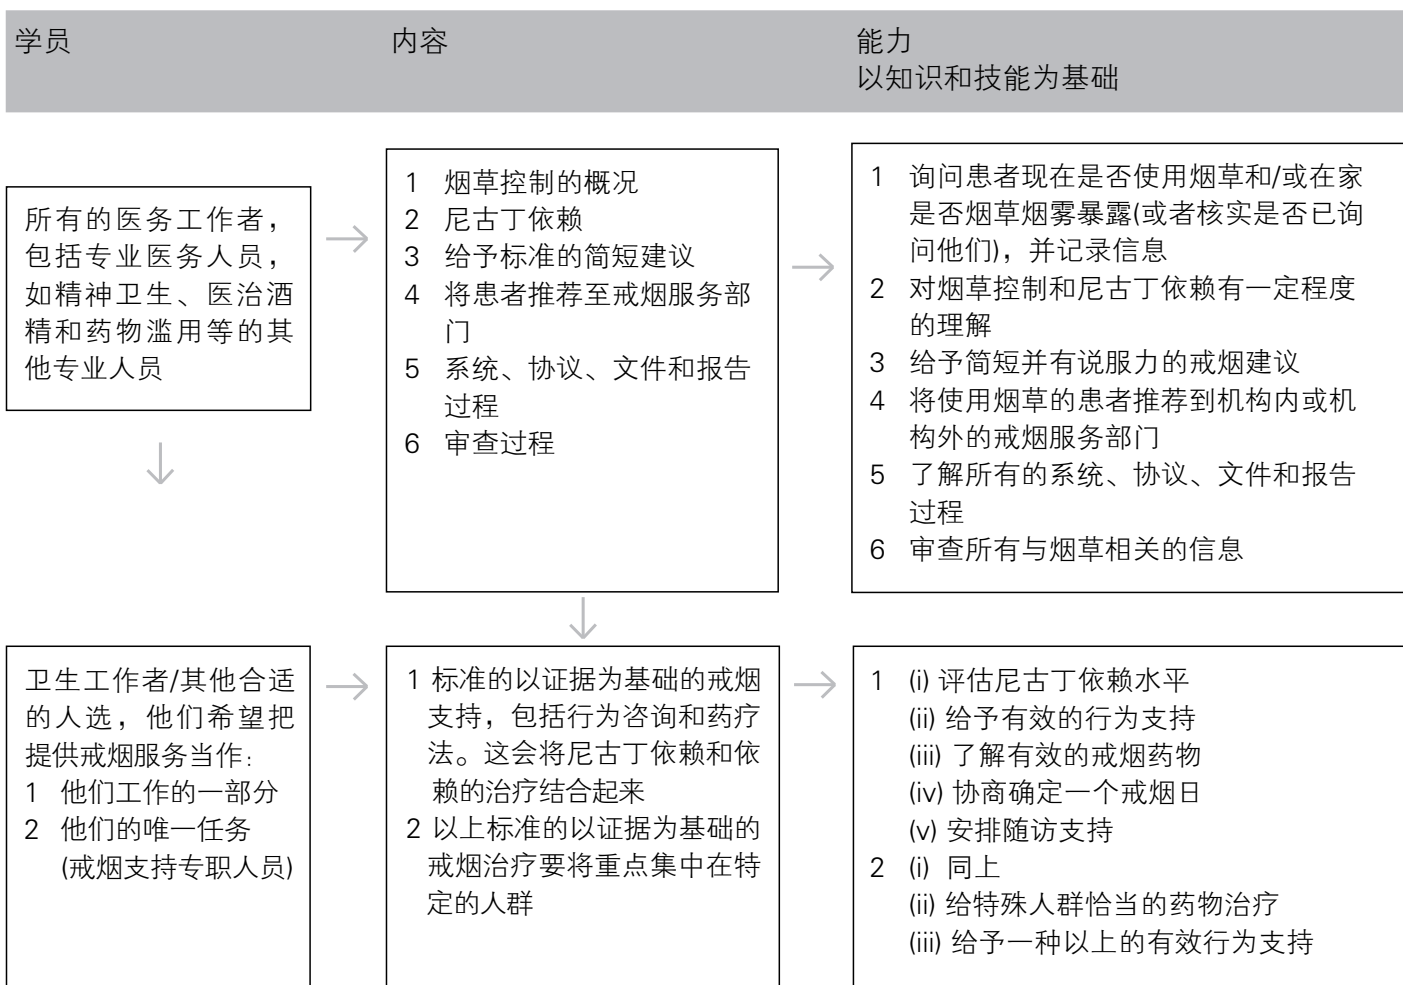 学员
内容
能力
以知识和技能为基础
所有的医务工作者，
包括专业医务人员，
如精神卫生、医治酒
精和药物滥用等的其
他专业人员
1 烟草控制的概况
2 尼古丁依赖
3 给予标准的简短建议
4 将患者推荐至戒烟服务部
门
5 系统、协议、文件和报告
过程
6 审查过程
1 询问患者现在是否使用烟草和/或在家
是否烟草烟雾暴露(或者核实是否已询
问他们)，并记录信息
2 对烟草控制和尼古丁依赖有一定程度
的理解
3 给予简短并有说服力的戒烟建议
4 将使用烟草的患者推荐到机构内或机
构外的戒烟服务部门
5 了解所有的系统、协议、文件和报告
过程
6 审查所有与烟草相关的信息
卫生工作者/其他合适
的人选，他们希望把
提供戒烟服务当作:
1 他们工作的一部分
2 他们的唯一任务
(戒烟支持专职人员)
1 标准的以证据为基础的戒烟
支持，包括行为咨询和药疗
法。这会将尼古丁依赖和依
赖的治疗结合起来
2 以上标准的以证据为基础的
戒烟治疗要将重点集中在特
定的人群
1 (i) 评估尼古丁依赖水平
(ii) 给予有效的行为支持
(iii) 了解有效的戒烟药物
(iv) 协商确定一个戒烟日
(v) 安排随访支持
2 (i) 同上
(ii) 给特殊人群恰当的药物治疗
(iii) 给予一种以上的有效行为支持